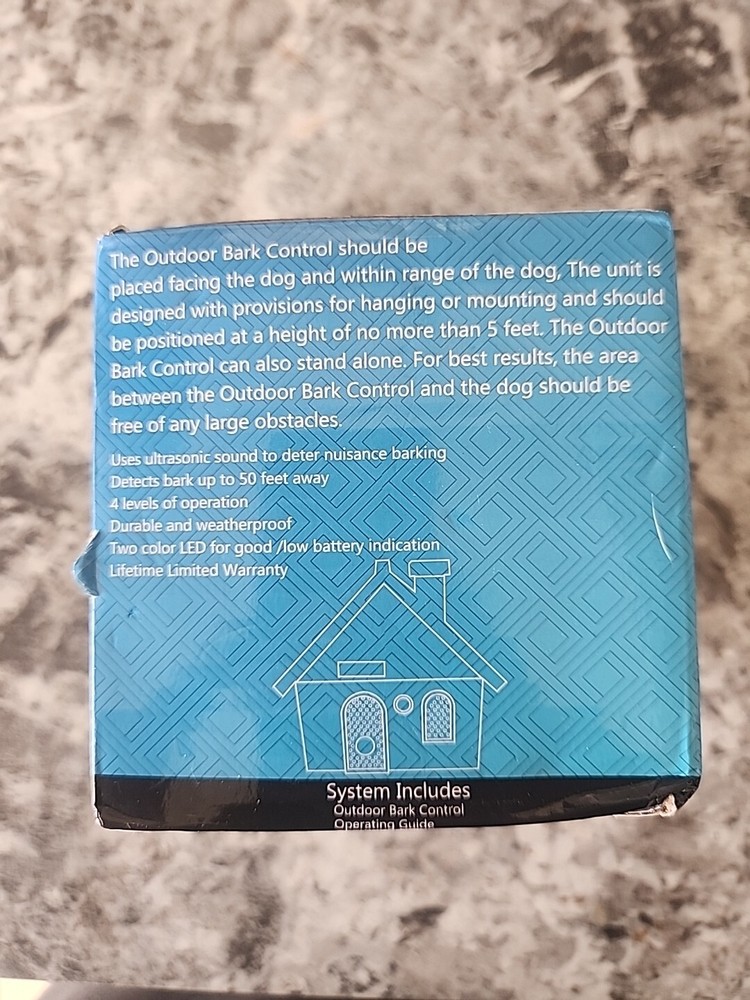 The Outdoor Bark Control should be
placed facing the dog and within range of the dog, The unit is
designed with provisions for hanging or mounting and should
be positioned at a height of no more than 5 feet. The Outdoor
Bark Control can also stand alone. For best results, the area
between the Outdoor Bark Control and the dog should be
free of any large obstacles.
Uses ultrasonic sound to deter nuisance barking
Detects bark up to 50 feet away
4 levels of operation
Durable and weatherproof
Two color LED for good /low battery indication
Lifetime Limited Warranty
System Includes
Outdoor Bark Control
Operating Guide